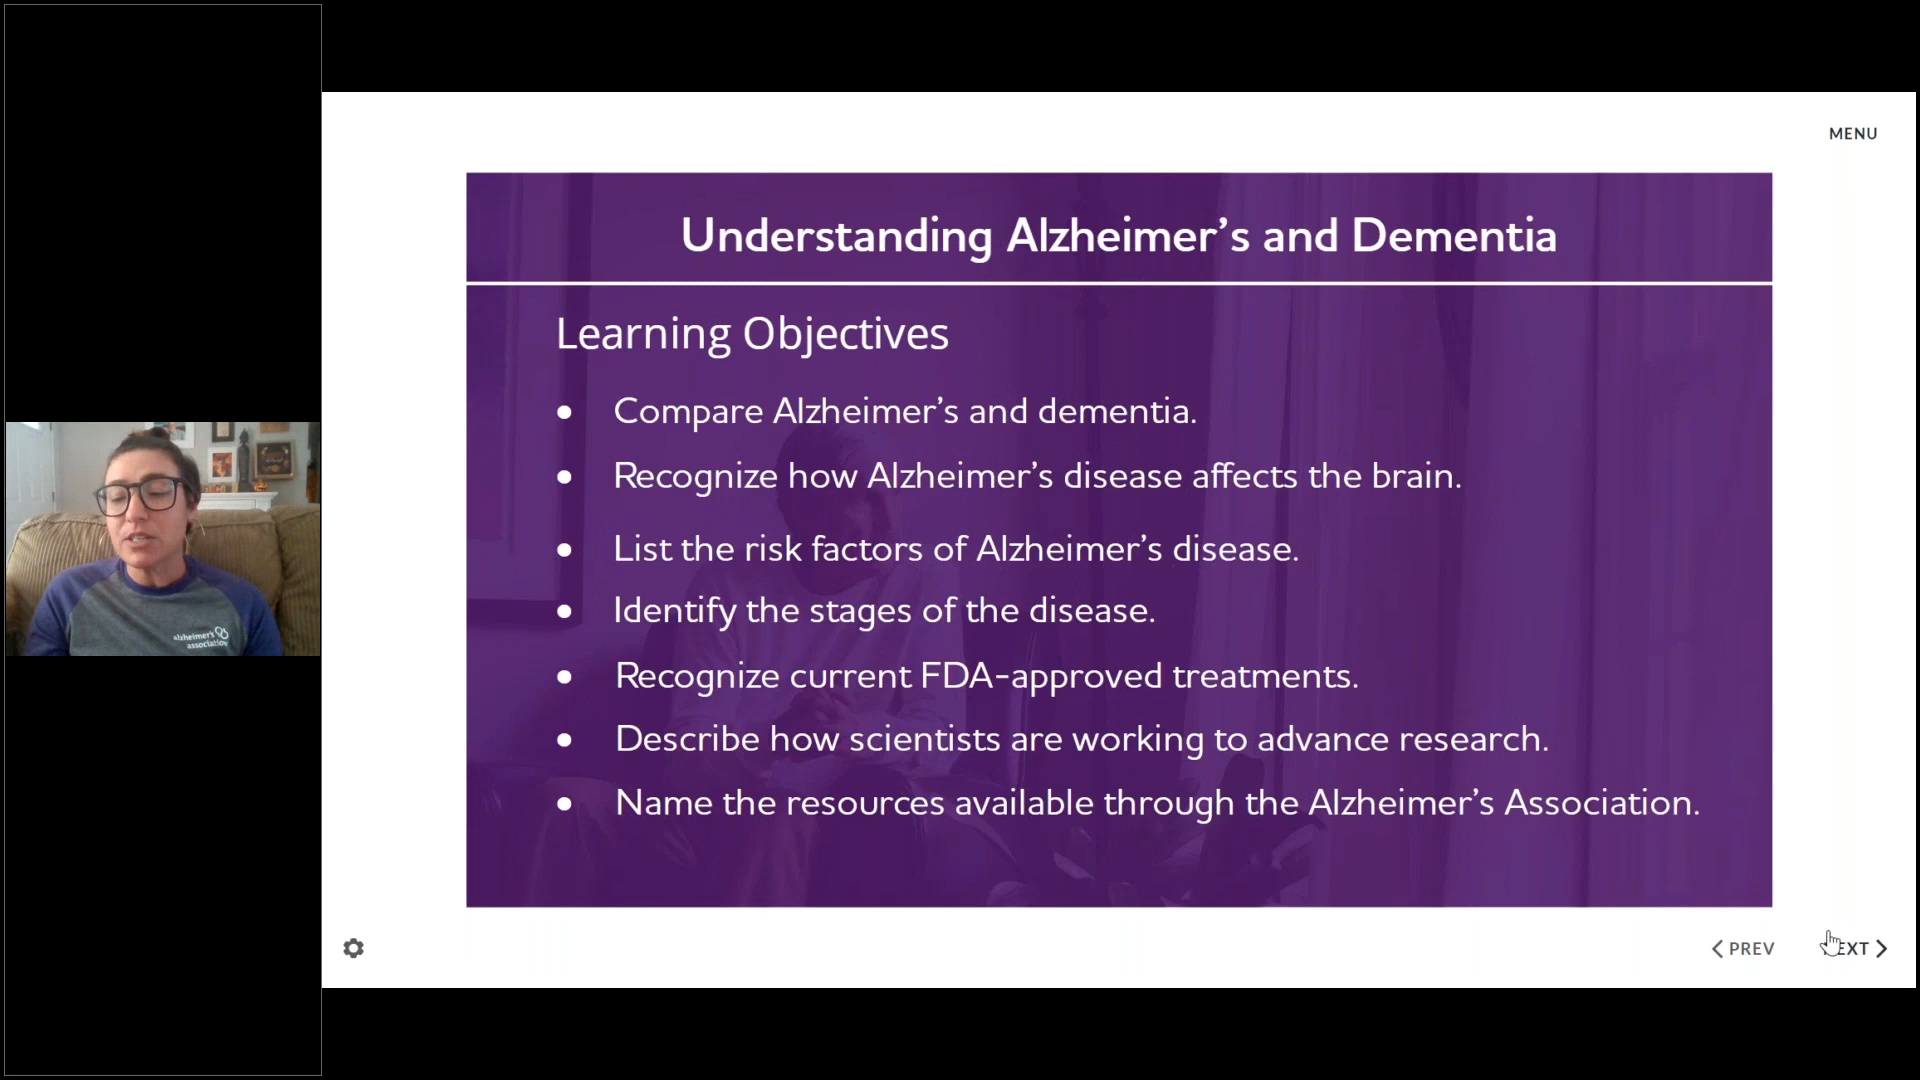 MENU
Understanding Alzheimer’s and Dementia
Learning Objectives
• Compare Alzheimer’s and dementia.
• Recognize how Alzheimer’s disease affects the brain.
• List the risk factors of Alzheimer’s disease.
• Identify the stages of the disease.
• Recognize current FDA-approved treatments.
• Describe how scientists are working to advance research.
• Name the resources available through the Alzheimer’s Association.
alzheimer's
association
PREV